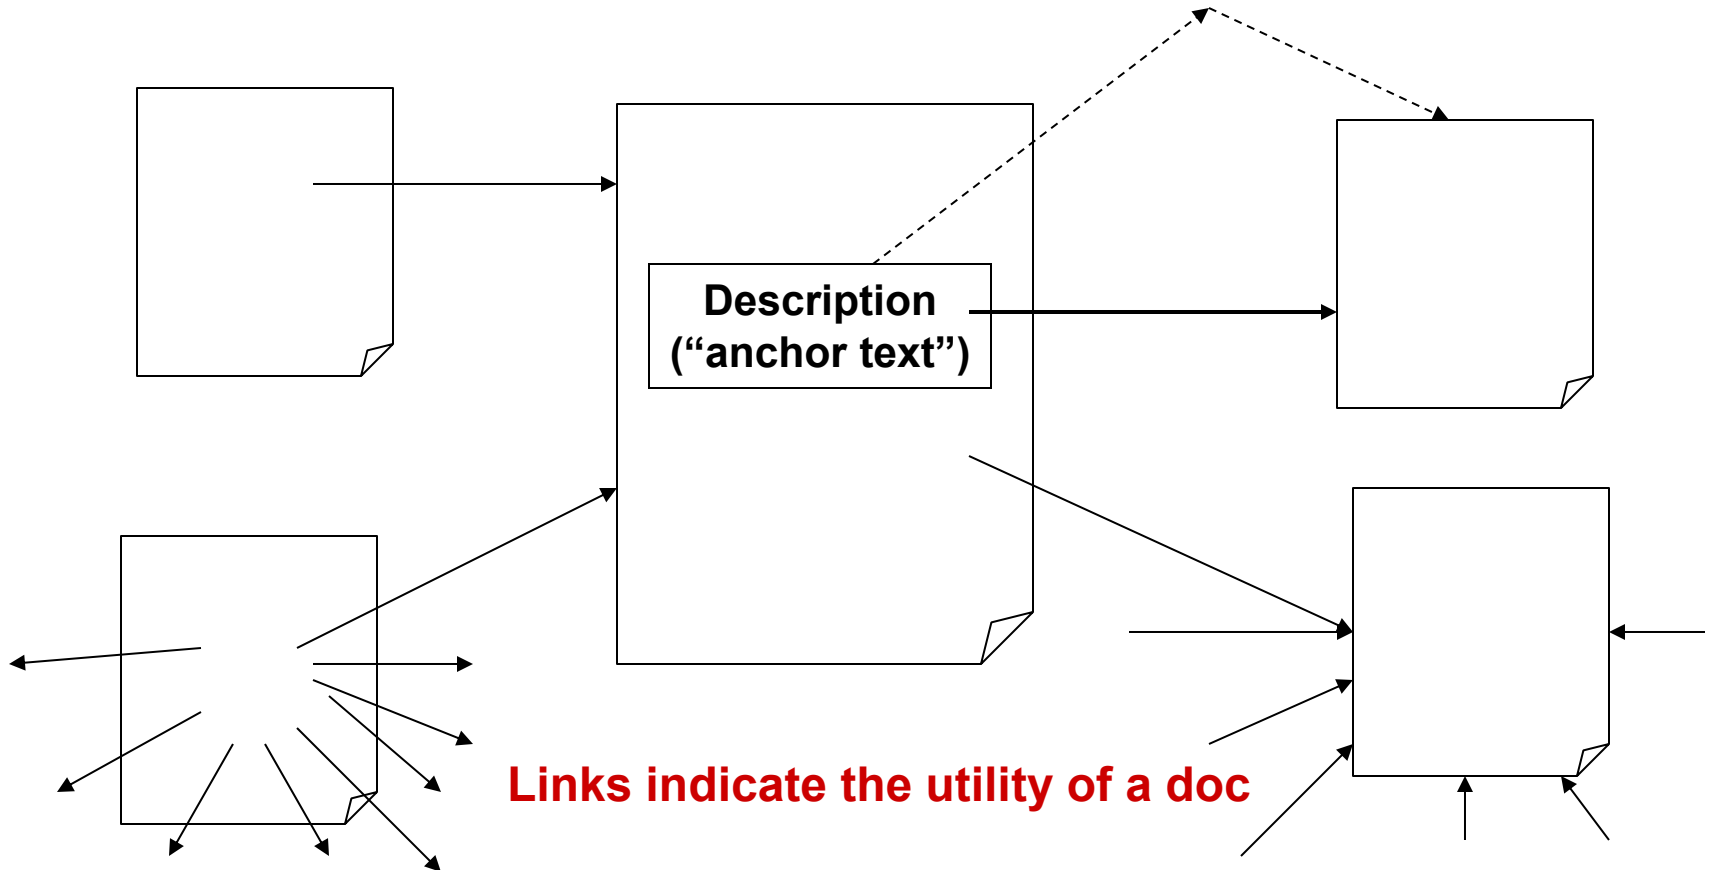 Description
(“anchor text”)
Links indicate the utility of a doc